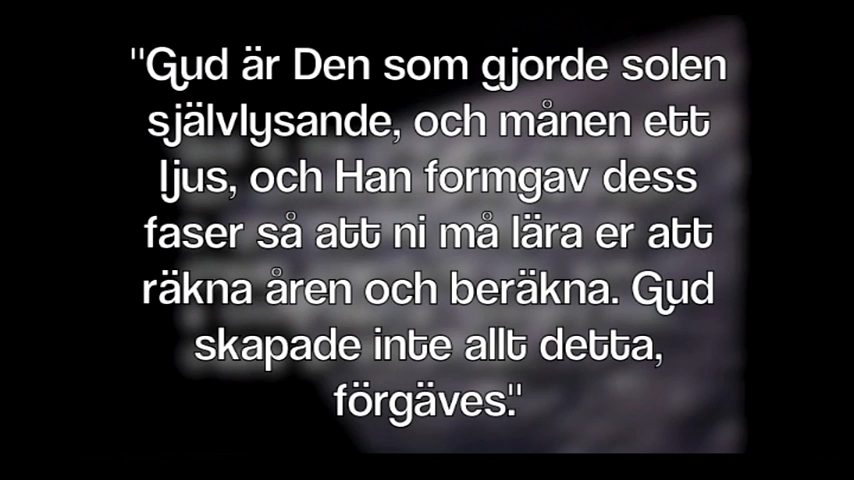 "Gud är Den som gjorde solen
självlysande, och månen ett
ljus, och Han formgav dess
faser så att ni må lära er att
räkna åren och beräkna. Gud
skapade inte allt detta,
förgäves."